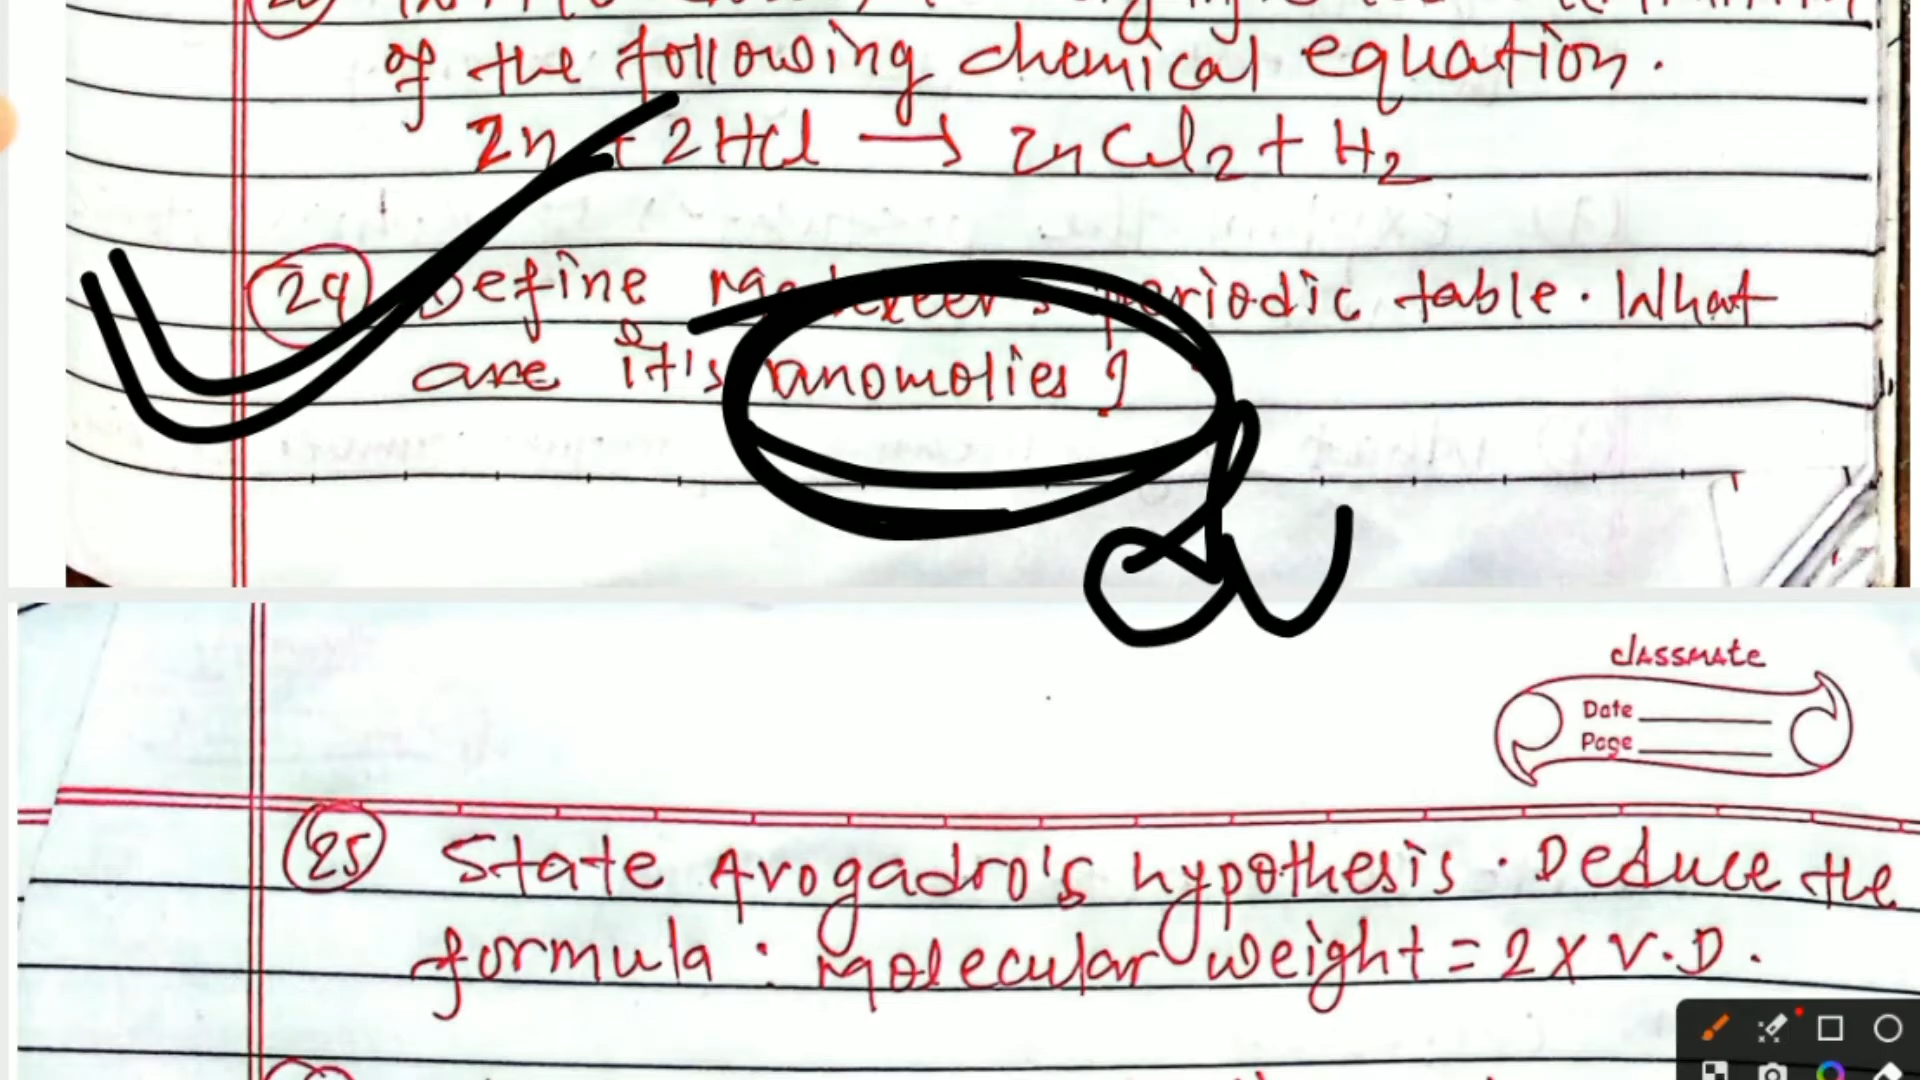 of the following chemical equation.
Zn + 2HCl → ZnCl2 + H2
24 Define periodic table. What
are it's anomolies ?
classmate
Date
Page
25 State Avogadro's hypothesis. Deduce the
formula : Molecular weight = 2 X V.D.